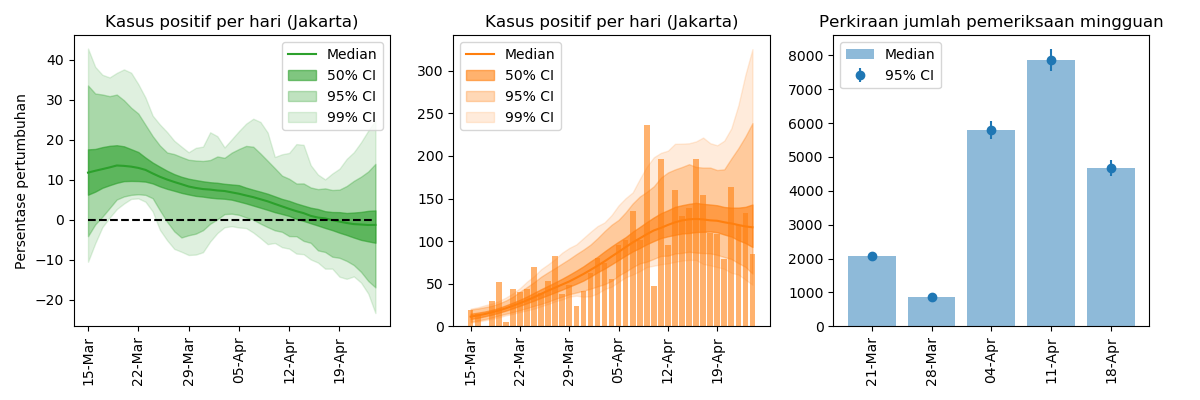 Kasus positif per hari (Jakarta)
Persentase pertumbuhan
40
30
20
10
0
−10
−20
Median
50% CI
95% CI
99% CI
15-Mar
22-Mar
29-Mar
05-Apr
12-Apr
19-Apr
Kasus positif per hari (Jakarta)
300
250
200
150
100
50
0
Median
50% CI
95% CI
99% CI
15-Mar
22-Mar
29-Mar
05-Apr
12-Apr
19-Apr
Perkiraan jumlah pemeriksaan mingguan
8000
7000
6000
5000
4000
3000
2000
1000
0
Median
95% CI
21-Mar
28-Mar
04-Apr
11-Apr
18-Apr